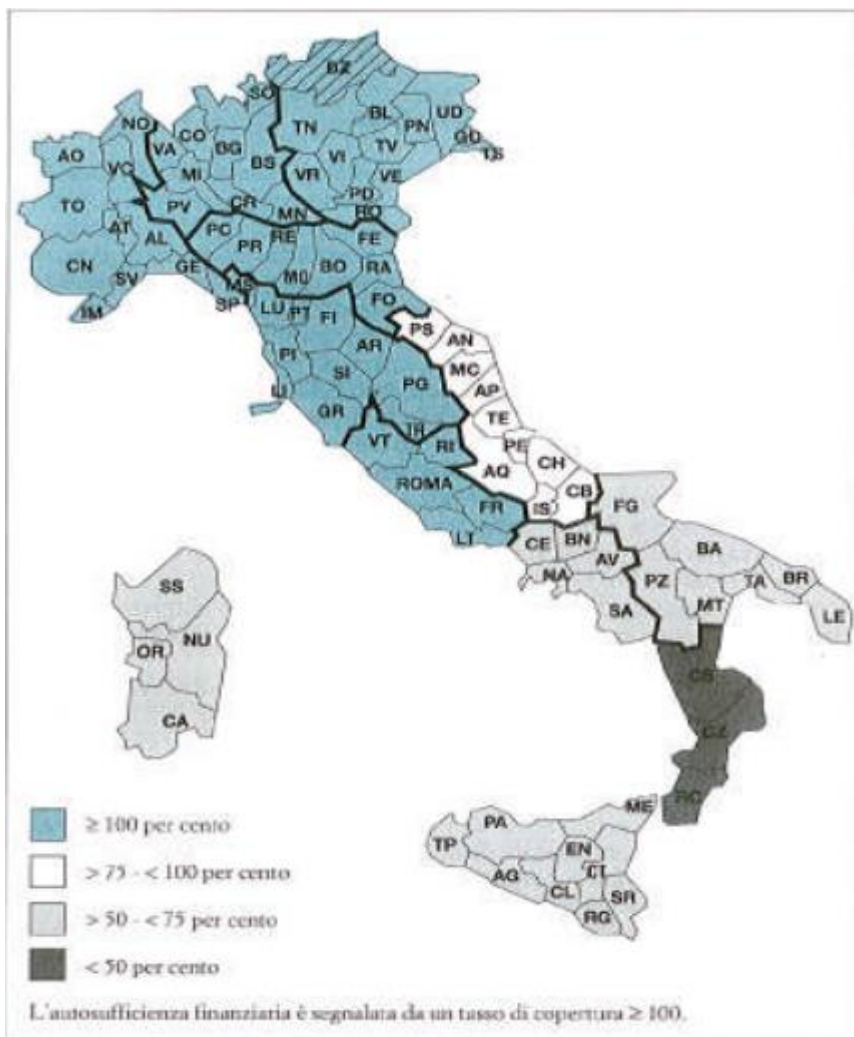 BZ
SO
TN
BL
PN
UD
NO
CO
VA
BG
BS
TV
GO
TS
AO
VC
MI
VR
VI
VE
PD
TO
PV
CR
MN
RO
AT
AL
PC
PR
RE
FE
CN
SV
GE
MO
BO
RA
IM
SP
MS
LU
PT
FI
FO
PS
AN
AR
PI
SI
PG
MC
AP
LI
GR
TE
VT
TR
RI
PE
AQ
CH
ROMA
FR
LT
IS
CB
FG
CE
BN
AV
NA
SA
PZ
BA
MT
TA
BR
LE
SS
OR
NU
CA
CS
CZ
RC
ME
PA
TP
EN
AG
CL
CT
SR
RG
≥ 100 per cento
> 75 - < 100 per cento
> 50 - < 75 per cento
< 50 per cento
L'autosufficienza finanziaria è segnalata da un tasso di copertura ≥ 100.